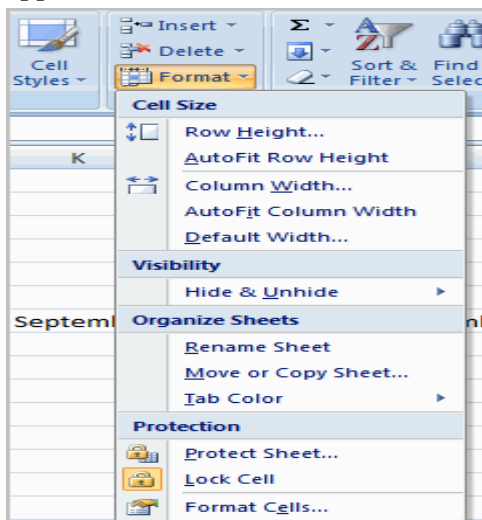 Insert
Delete
Format
Cell
Styles
Σ
Sort &
Filter
Find
Selec
Cell Size
Row Height...
AutoFit Row Height
Column Width...
AutoFit Column Width
Default Width...
Visibility
Hide & Unhide
Organize Sheets
Rename Sheet
Move or Copy Sheet...
Tab Color
Protection
Protect Sheet...
Lock Cell
Format Cells...
K
Septem